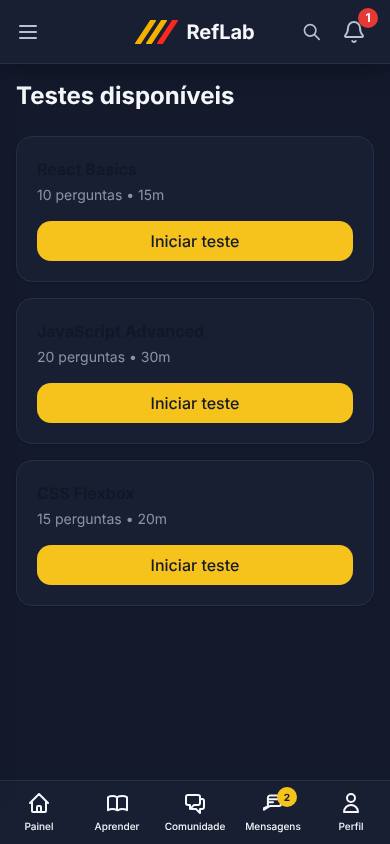 1
RefLab
Testes disponíveis
React Basics
10 perguntas • 15m
Iniciar teste
JavaScript Advanced
20 perguntas • 30m
Iniciar teste
CSS Flexbox
15 perguntas • 20m
Iniciar teste
2
Painel
Aprender
Comunidade
Mensagens
Perfil